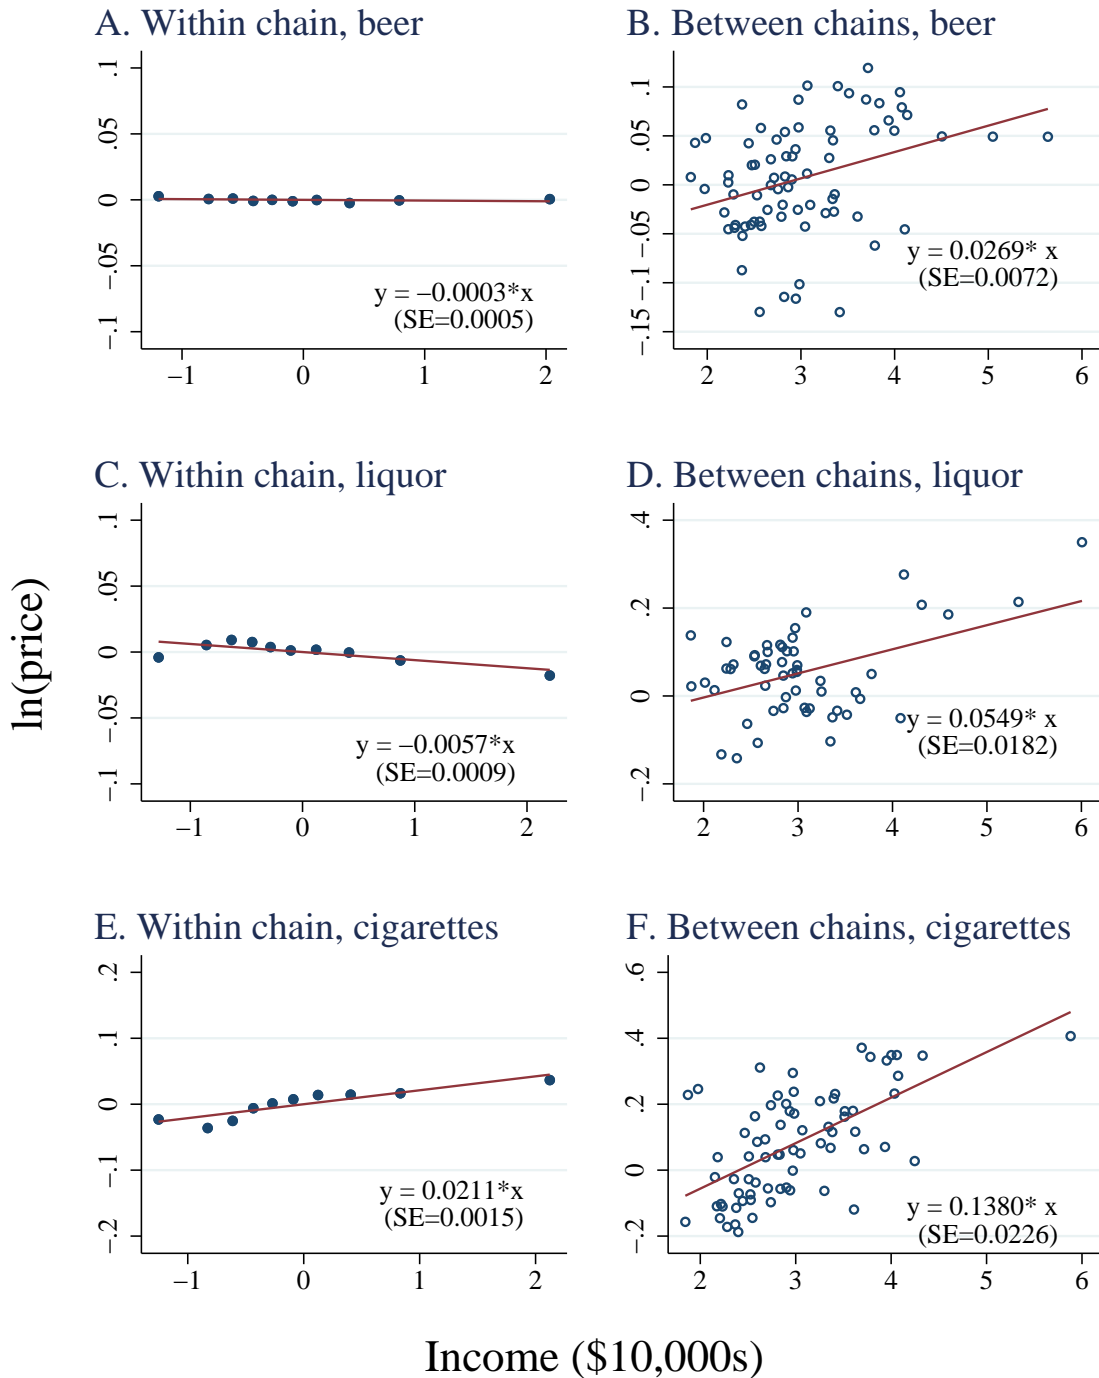 A. Within chain, beer
.1
.05
0
−.05
−.1
y = −0.0003*x
(SE=0.0005)
−1 0 1 2
B. Between chains, beer
.1
.05
0
−.05
−.1
−.15
y = 0.0269* x
(SE=0.0072)
2 3 4 5 6
ln(price)
C. Within chain, liquor
.1
.05
0
−.05
−.1
y = −0.0057*x
(SE=0.0009)
−1 0 1 2
D. Between chains, liquor
.4
.2
0
−.2
y = 0.0549* x
(SE=0.0182)
2 3 4 5 6
E. Within chain, cigarettes
.2
.1
0
−.1
−.2
y = 0.0211*x
(SE=0.0015)
−1 0 1 2
F. Between chains, cigarettes
.6
.4
.2
0
−.2
y = 0.1380* x
(SE=0.0226)
2 3 4 5 6
Income ($10,000s)